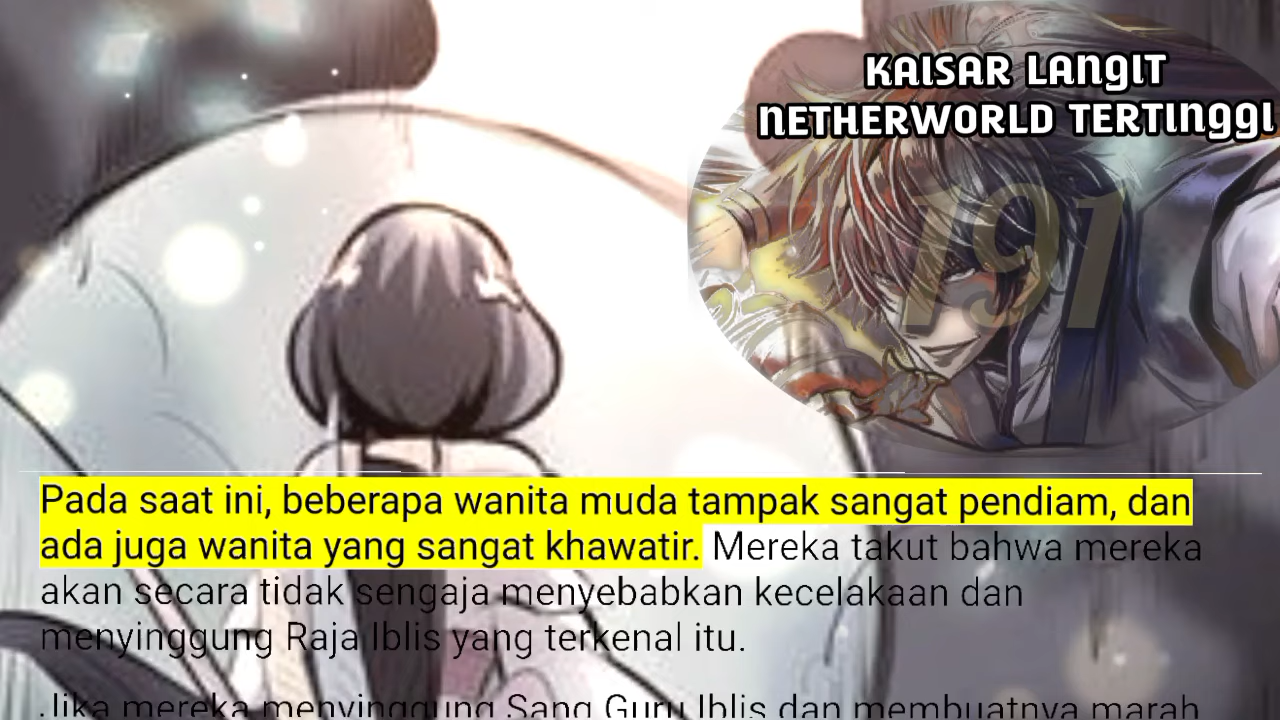 KAISAR LANGIT
NETHERWORLD TERTINGGI
191
Pada saat ini, beberapa wanita muda tampak sangat pendiam, dan
ada juga wanita yang sangat khawatir. Mereka takut bahwa mereka
akan secara tidak sengaja menyebabkan kecelakaan dan
menyinggung Raja Iblis yang terkenal itu.
Jika mereka menyinggung Sang Guru Iblis dan membuatnya marah